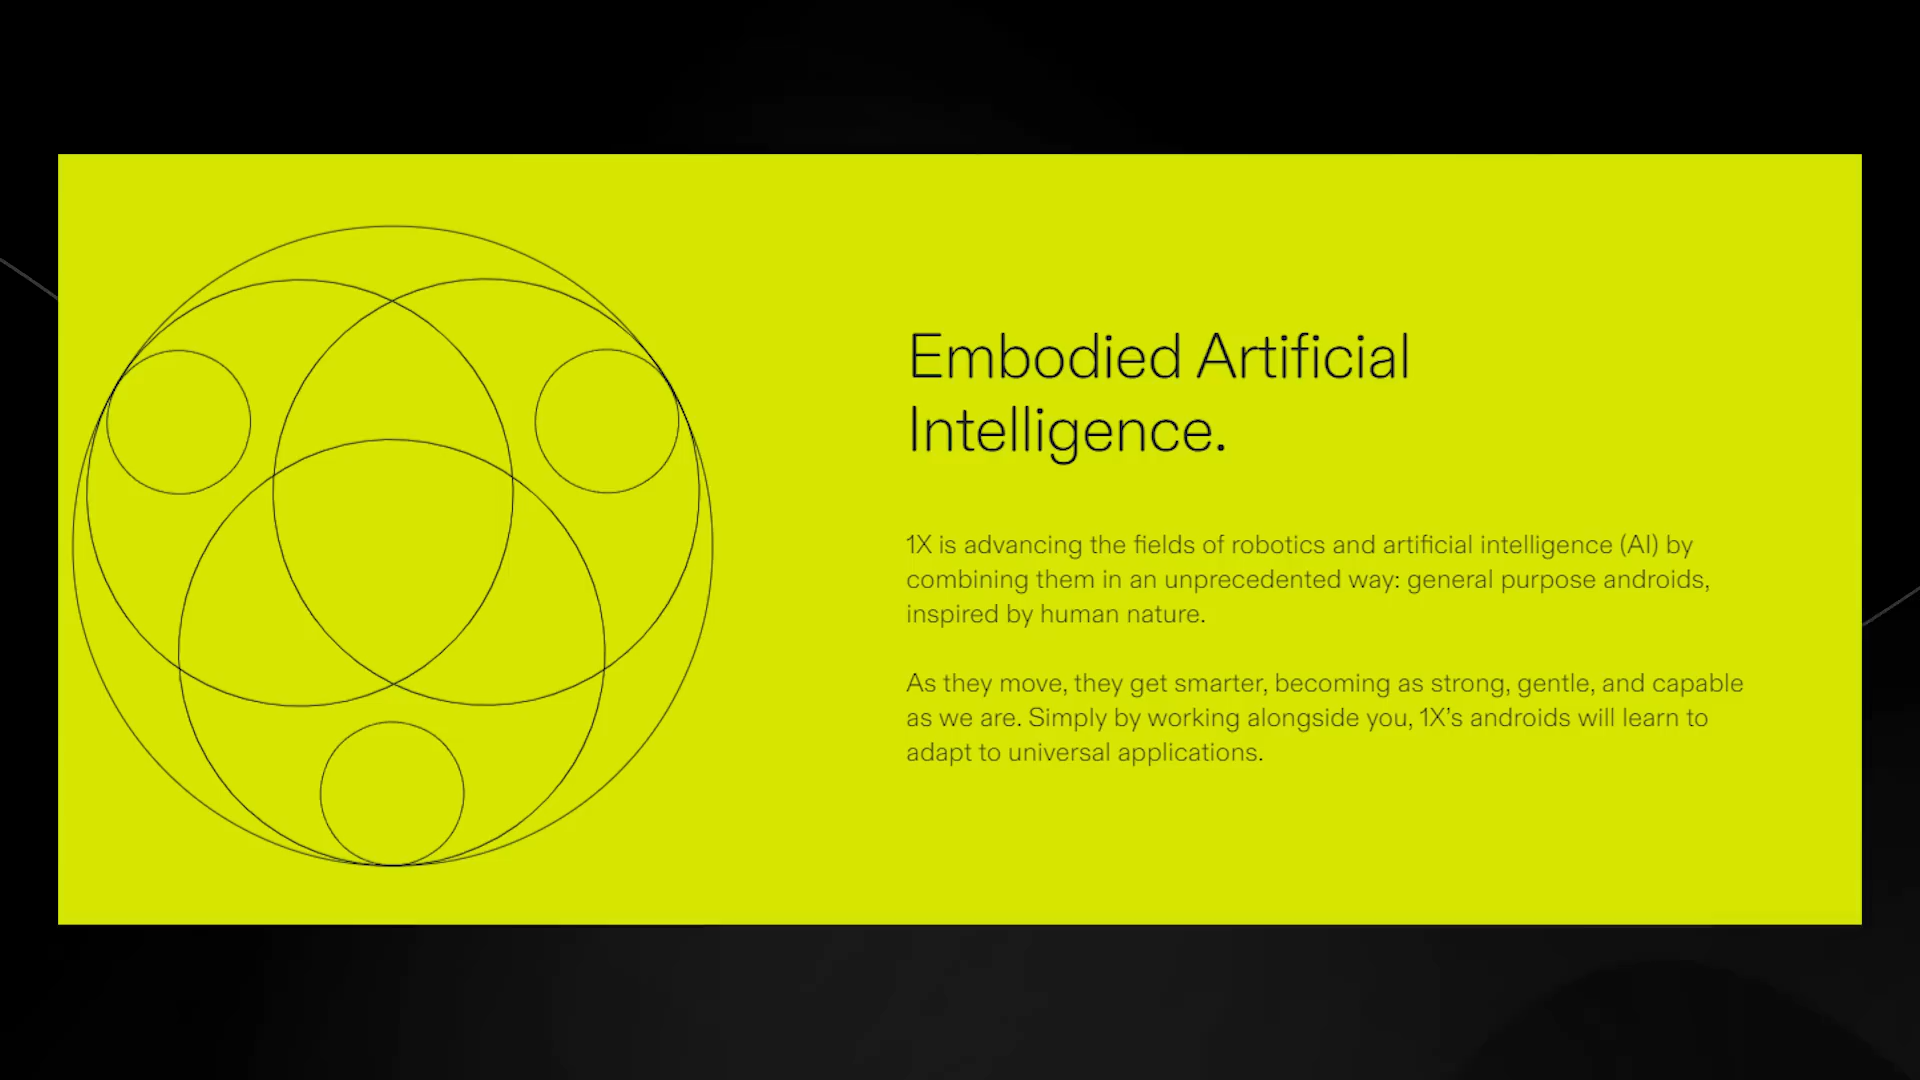 Embodied Artificial
Intelligence.
1X is advancing the fields of robotics and artificial intelligence (AI) by
combining them in an unprecedented way: general purpose androids,
inspired by human nature.
As they move, they get smarter, becoming as strong, gentle, and capable
as we are. Simply by working alongside you, 1X’s androids will learn to
adapt to universal applications.